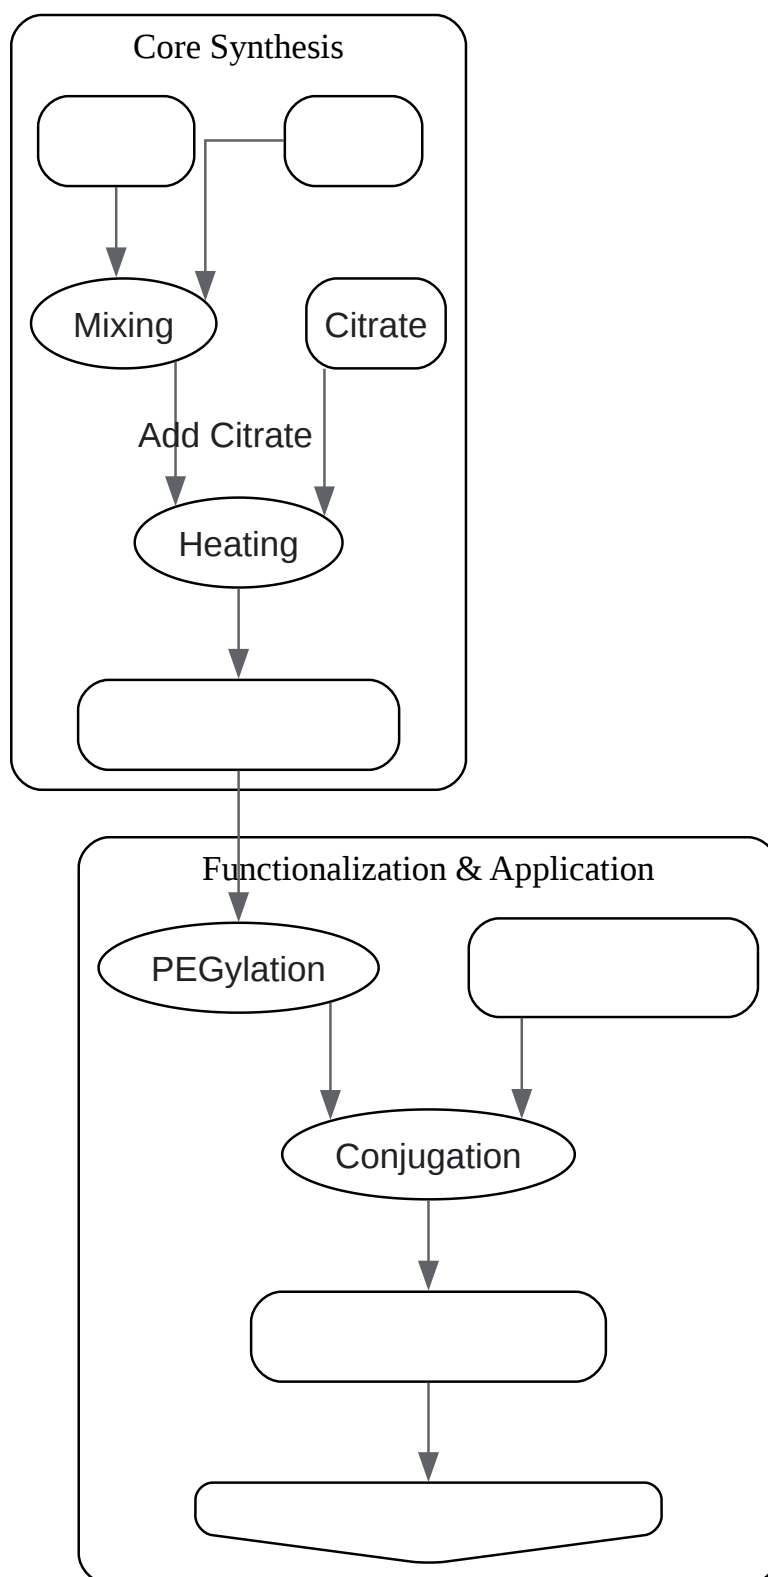 Core Synthesis
Mixing
Citrate
Add Citrate
Heating
Functionalization & Application
PEGylation
Conjugation